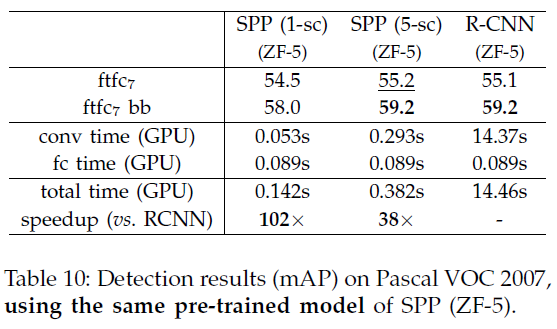 SPP (1-sc) SPP (5-sc) R-CNN
(ZF-5) (ZF-5) (ZF-5)
ftfc7 54.5 55.2 55.1
ftfc7 bb 58.0 59.2 59.2
conv time (GPU) 0.053s 0.293s 14.37s
fc time (GPU) 0.089s 0.089s 0.089s
total time (GPU) 0.142s 0.382s 14.46s
speedup (vs. RCNN) 102× 38× -
Table 10: Detection results (mAP) on Pascal VOC 2007,
using the same pre-trained model of SPP (ZF-5).